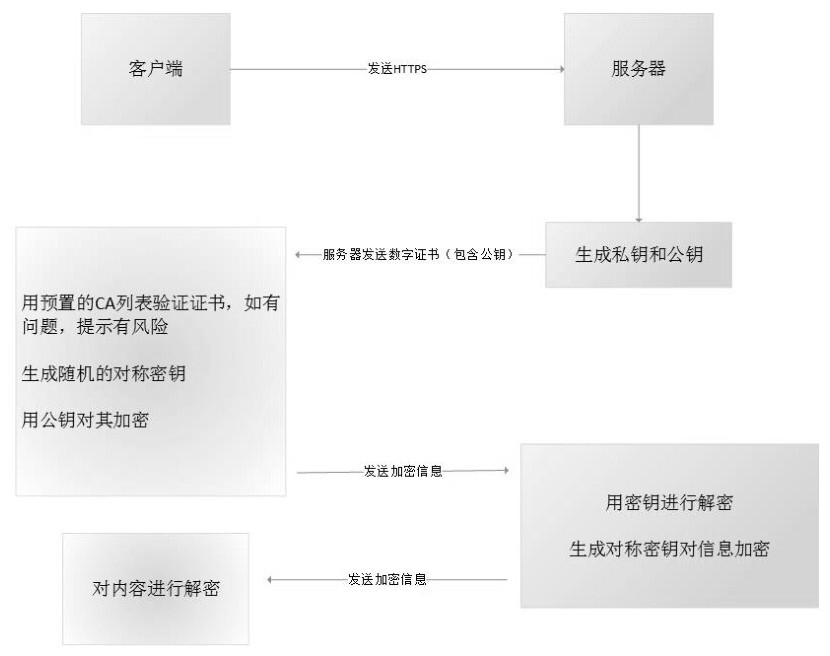 客户端
发送HTTPS
服务器
服务器发送数字证书（包含公钥）
生成私钥和公钥
用预置的CA列表验证证书，如有
问题，提示有风险
生成随机的对称密钥
用公钥对其加密
发送加密信息
用密钥进行解密
生成对称密钥对信息加密
对内容进行解密
发送加密信息